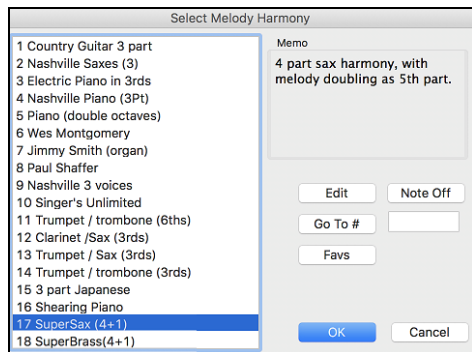 Select Melody Harmony
1 Country Guitar 3 part
2 Nashville Saxes (3)
3 Electric Piano in 3rds
4 Nashville Piano (3Pt)
5 Piano (double octaves)
6 Wes Montgomery
7 Jimmy Smith (organ)
8 Paul Shaffer
9 Nashville 3 voices
10 Singer's Unlimited
11 Trumpet / trombone (6ths)
12 Clarinet /Sax (3rds)
13 Trumpet / Sax (3rds)
14 Trumpet / trombone (3rds)
15 3 part Japanese
16 Shearing Piano
17 SuperSax (4+1)
18 SuperBrass(4+1)
Memo
4 part sax harmony, with
melody doubling as 5th part.
Edit
Note Off
Go To #
Favs
OK
Cancel